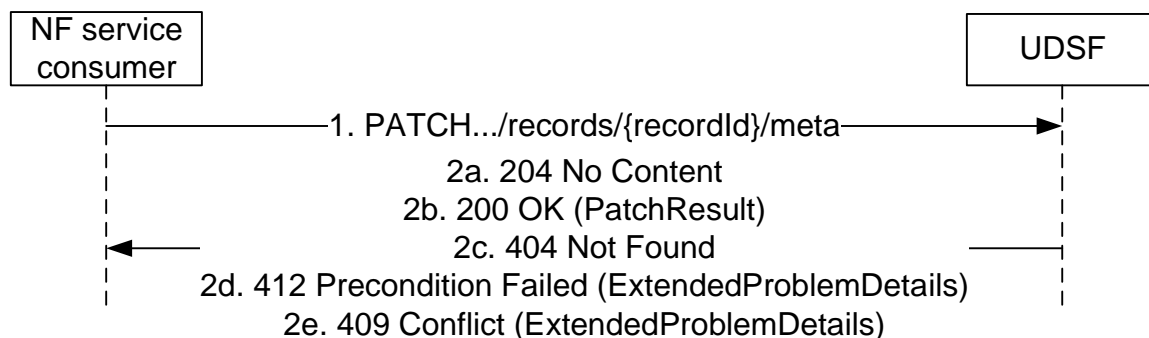 NF service
consumer
UDSF
1. PATCH.../records/{recordId}/meta
2a. 204 No Content
2b. 200 OK (PatchResult)
2c. 404 Not Found
2d. 412 Precondition Failed (ExtendedProblemDetails)
2e. 409 Conflict (ExtendedProblemDetails)